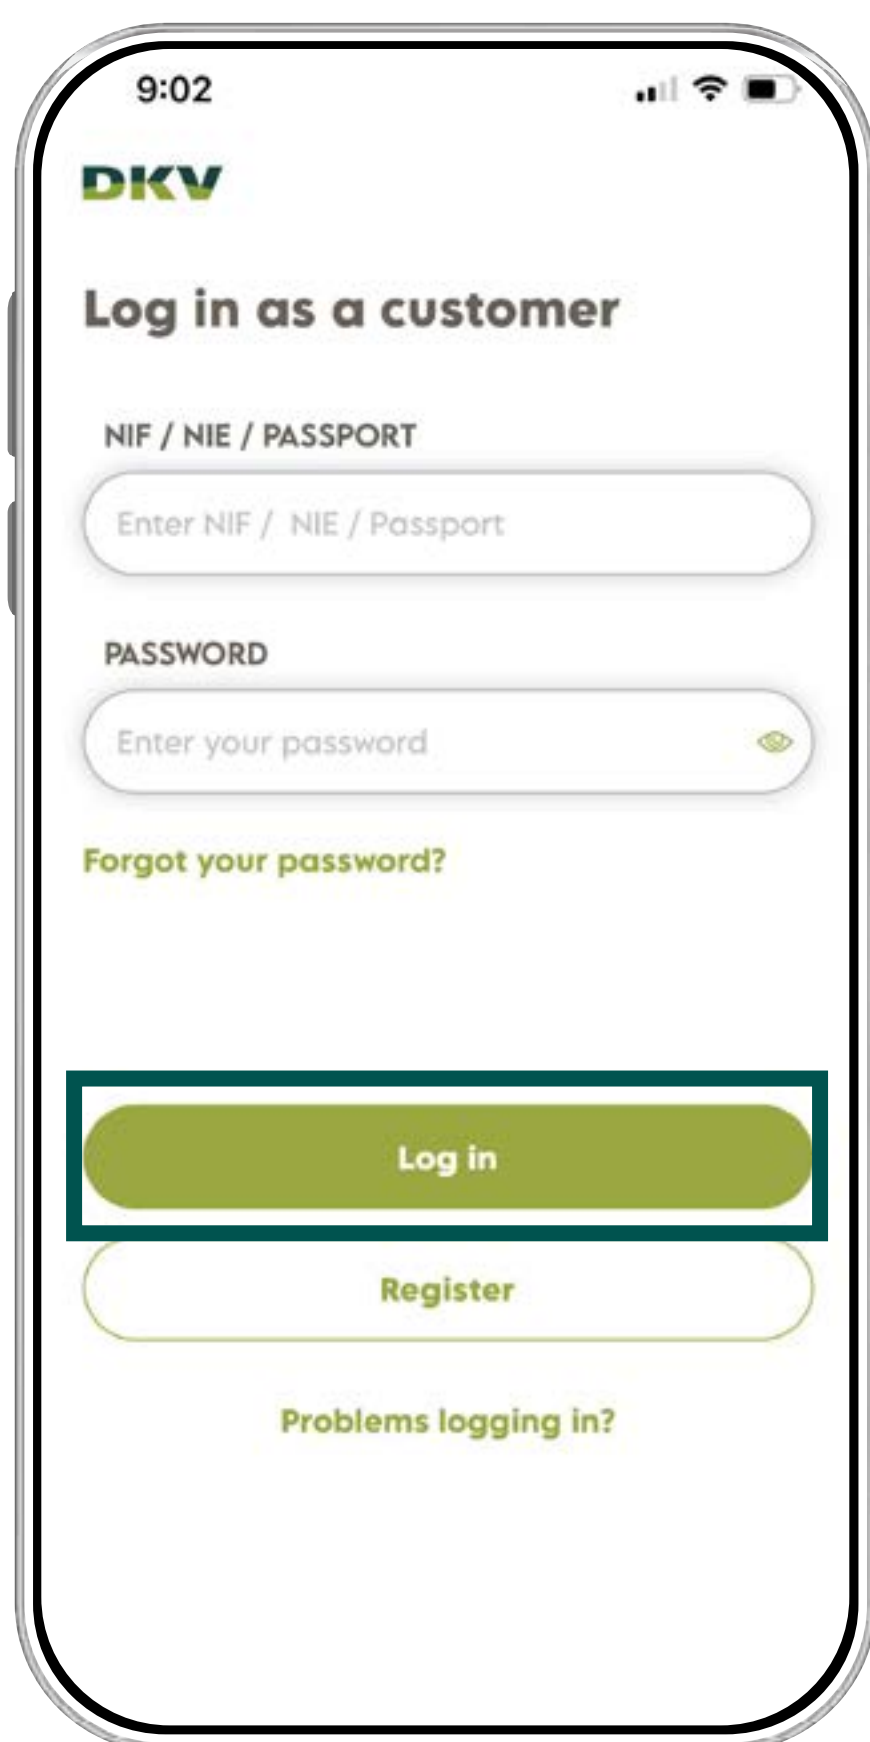 9:02
DKV
Log in as a customer
NIF / NIE / PASSPORT
Enter NIF / NIE / Passport
PASSWORD
Enter your password
Forgot your password?
Log in
Register
Problems logging in?